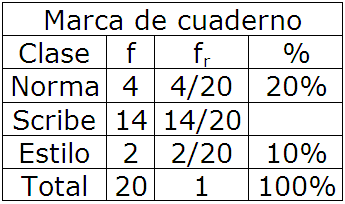 Marca de cuaderno
Clase f fr %
Norma 4 4/20 20%
Scribe 14 14/20
Estilo 2 2/20 10%
Total 20 1 100%